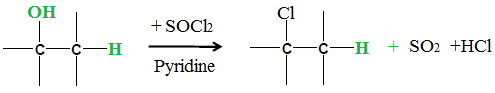 OH
C C H
+ SOCl2
Pyridine
Cl
C C H + SO2 +HCl